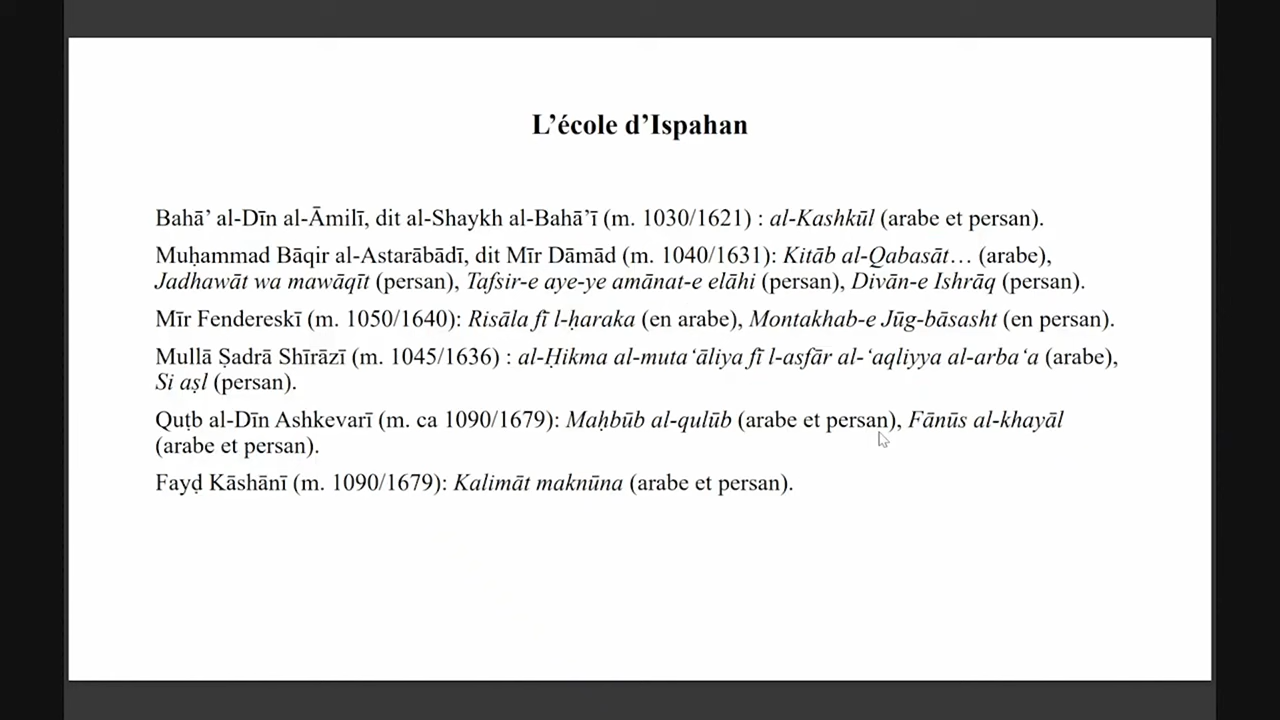 L’école d’Ispahan
Bahā’ al-Dīn al-Āmilī, dit al-Shaykh al-Bahā’ī (m. 1030/1621) : al-Kashkūl (arabe et persan).
Muḥammad Bāqir al-Astarābādī, dit Mīr Dāmād (m. 1040/1631): Kitāb al-Qabasāt… (arabe),
Jadhawāt wa mawāqīt (persan), Tafsir-e aye-ye amānat-e elāhi (persan), Divān-e Ishrāq (persan).
Mīr Fendereskī (m. 1050/1640): Risāla fī l-ḥaraka (en arabe), Montakhab-e Jūg-bāsasht (en persan).
Mullā Ṣadrā Shīrāzī (m. 1045/1636) : al-Ḥikma al-muta‘āliya fī l-asfār al-‘aqliyya al-arba‘a (arabe),
Si aṣl (persan).
Quṭb al-Dīn Ashkevarī (m. ca 1090/1679): Maḥbūb al-qulūb (arabe et persan), Fānūs al-khayāl
(arabe et persan).
Fayḍ Kāshānī (m. 1090/1679): Kalimāt maknūna (arabe et persan).